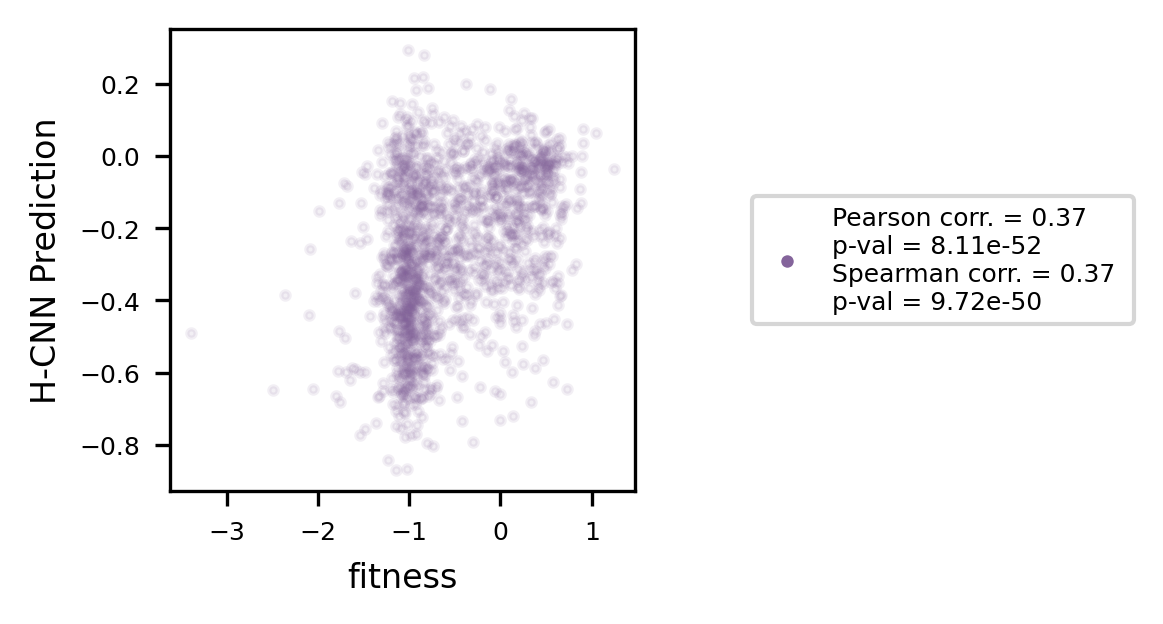 0.2
0.0
−0.2
−0.4
−0.6
−0.8
H-CNN Prediction
−3
−2
−1
0
1
fitness
Pearson corr. = 0.37
p-val = 8.11e-52
Spearman corr. = 0.37
p-val = 9.72e-50